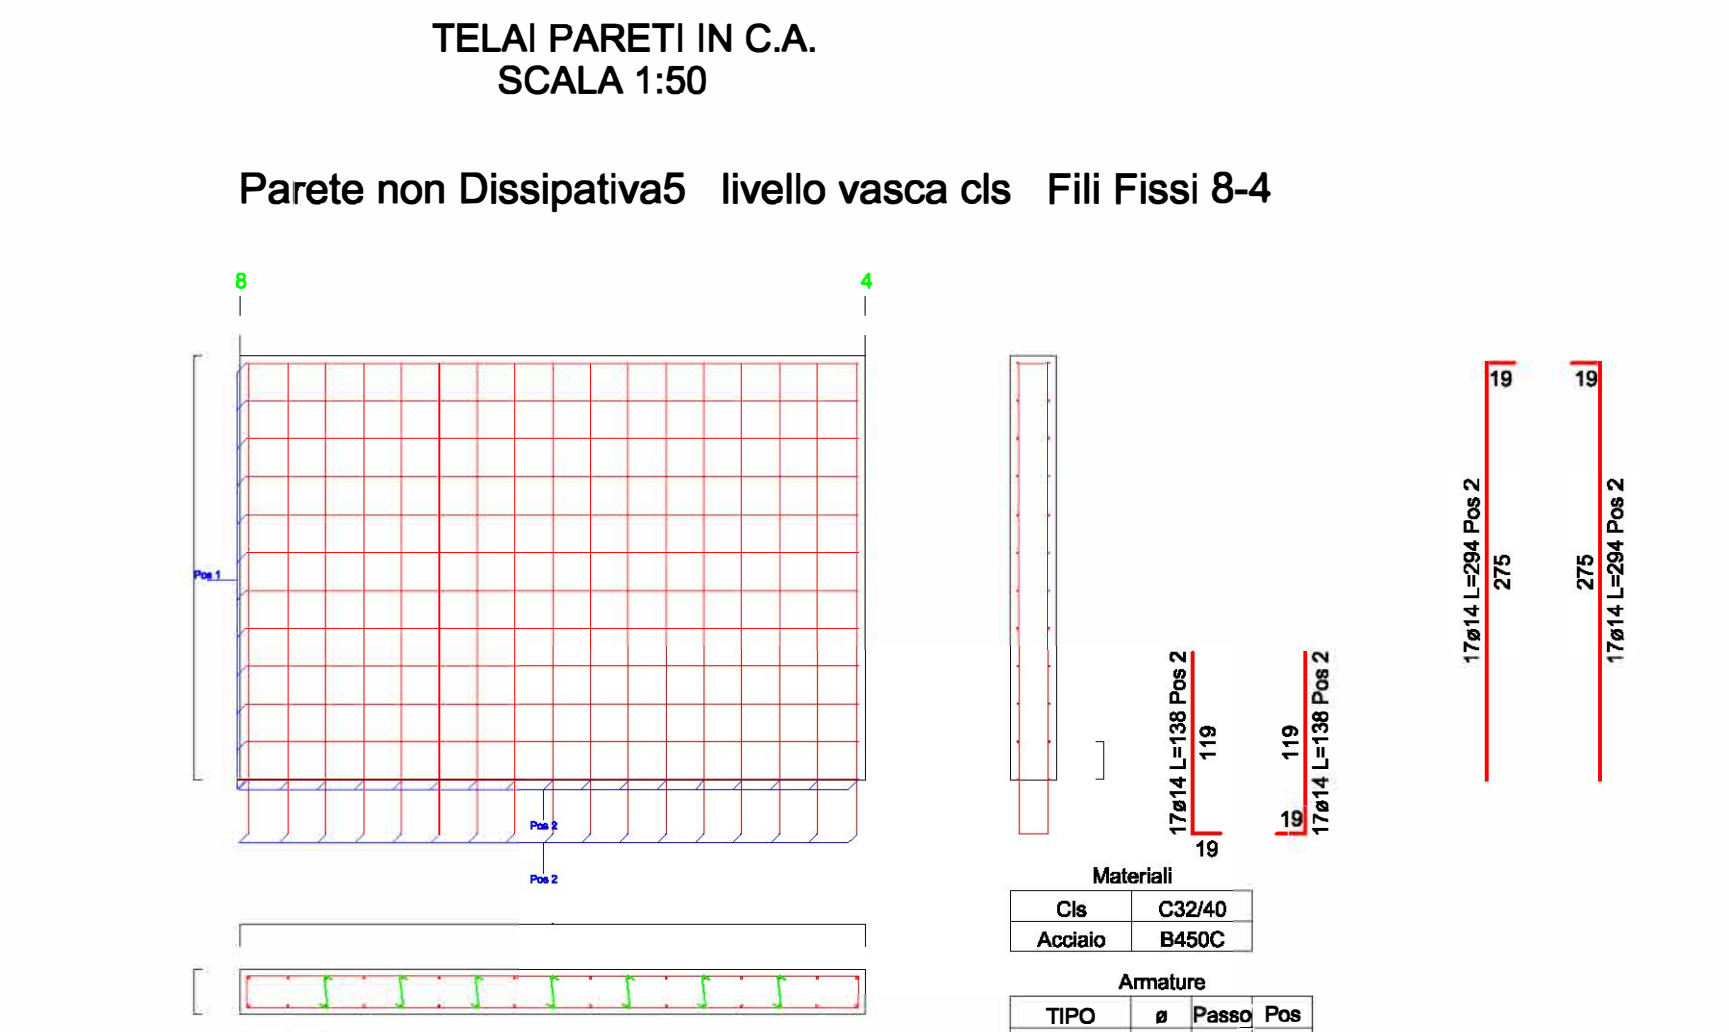 TELAI PARETI IN C.A.
SCALA 1:50
Parete non Dissipativa5 livello vasca cls Fili Fissi 8-4
8
4
Pos 1
Pos 2
Pos 2
17ø14 L=138 Pos 2
119
19
119
19
17ø14 L=138 Pos 2
17ø14 L=294 Pos 2
19
275
19
275
17ø14 L=294 Pos 2
Materiali
Cls C32/40
Acciaio B450C
Armature
TIPO ø Passo Pos